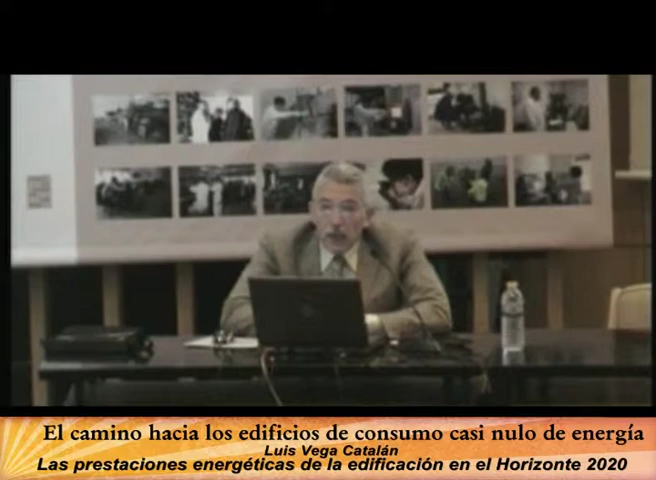 El camino hacia los edificios de consumo casi nulo de energía
Luis Vega Catalán
Las prestaciones energéticas de la edificación en el Horizonte 2020